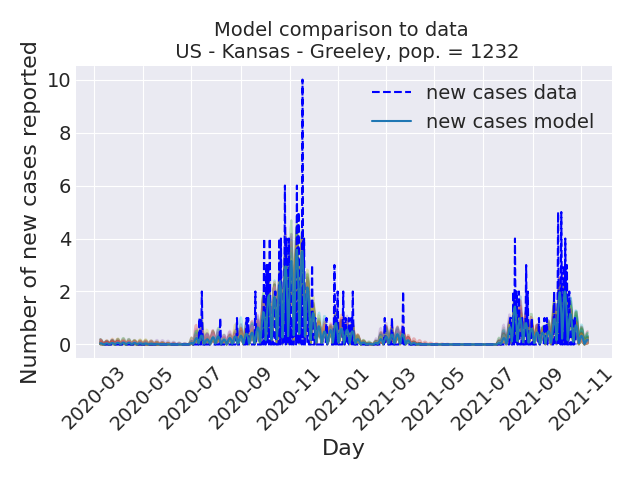 Model comparison to data
US - Kansas - Greeley, pop. = 1232
Number of new cases reported
10
8
6
4
2
0
new cases data
new cases model
2020-03
2020-05
2020-07
2020-09
2020-11
2021-01
2021-03
2021-05
2021-07
2021-09
2021-11
Day